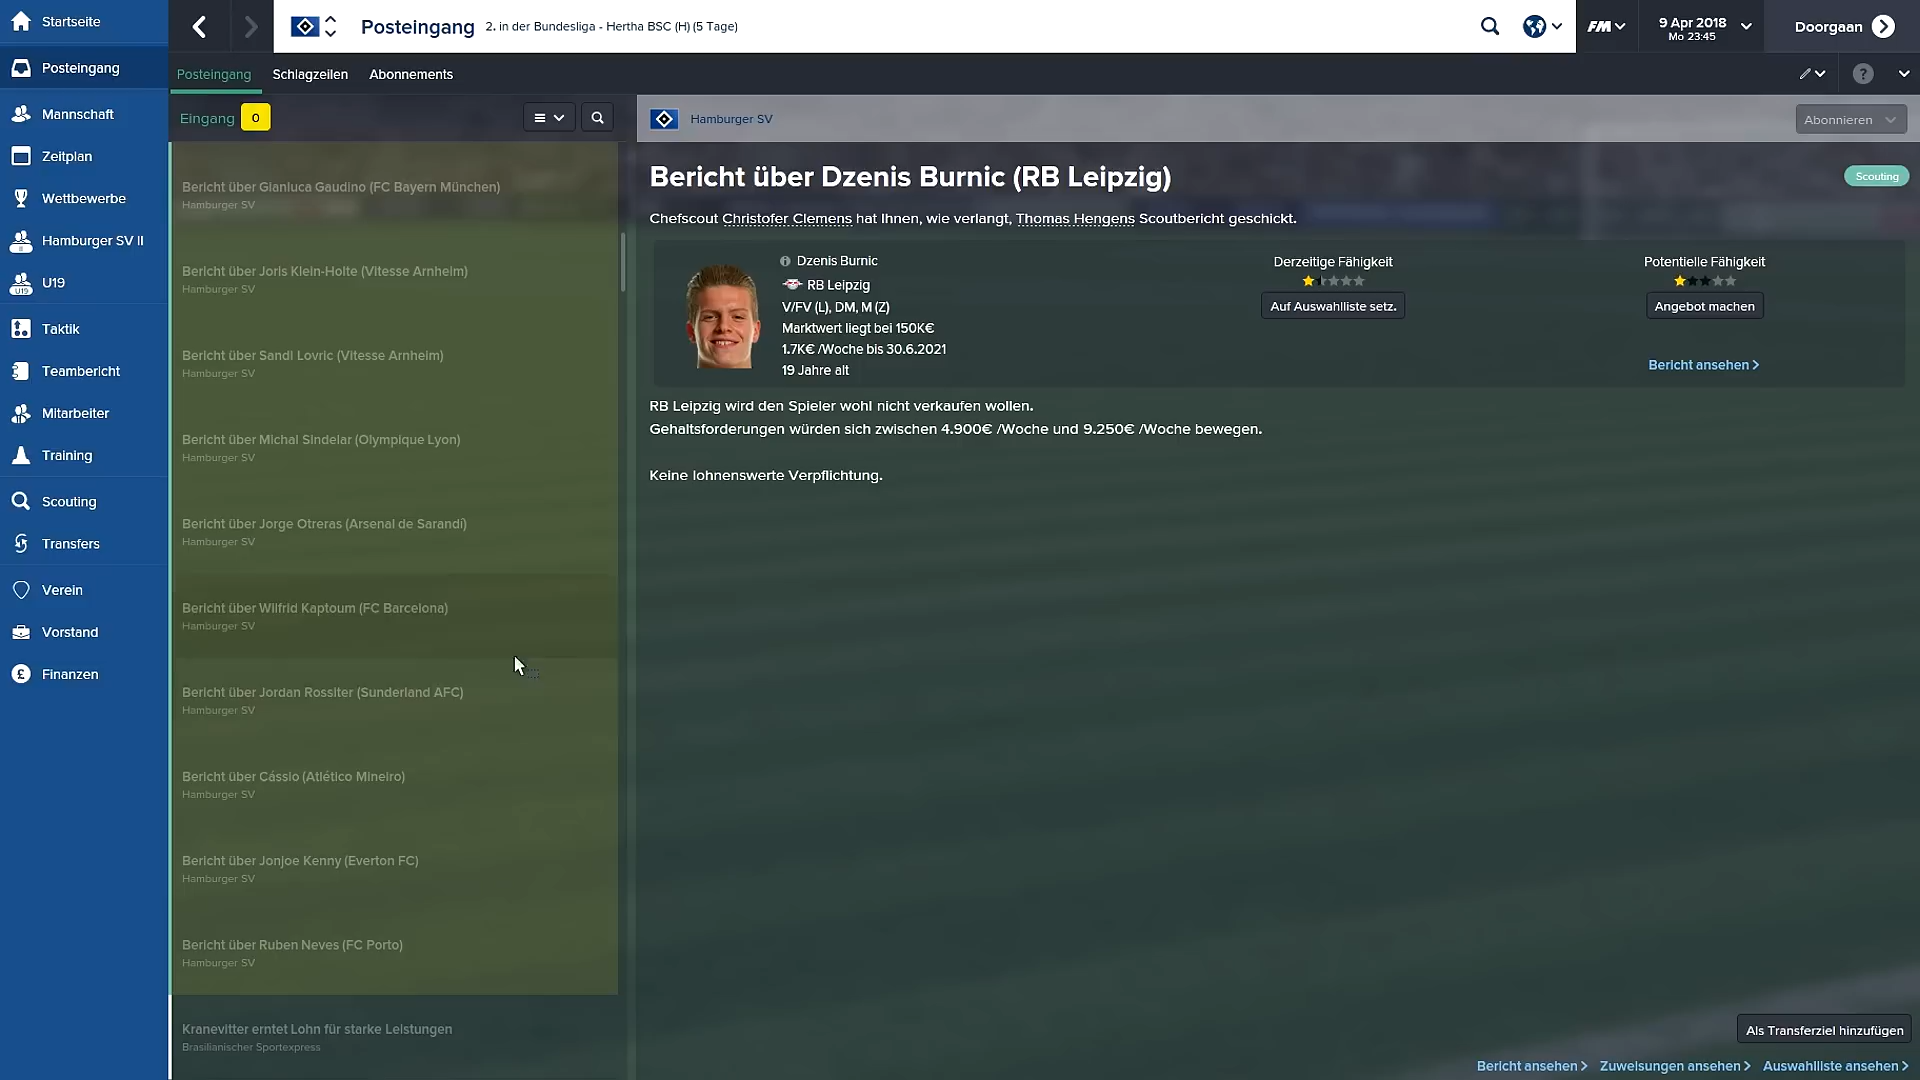 Startseite
Posteingang
Mannschaft
Zeitplan
Wettbewerbe
Hamburger SV II
U19
U19
Taktik
Teambericht
Mitarbeiter
Training
Scouting
Transfers
Verein
Vorstand
Finanzen
Posteingang
2. in der Bundesliga - Hertha BSC (H) (5 Tage)
FM
9 Apr 2018
Mo 23:45
Doorgaan
Posteingang
Schlagzeilen
Abonnements
Eingang
0
Bericht über Gianluca Gaudino (FC Bayern München)
Hamburger SV
Bericht über Joris Klein-Holte (Vitesse Arnheim)
Hamburger SV
Bericht über Sandi Lovric (Vitesse Arnheim)
Hamburger SV
Bericht über Michal Sindelar (Olympique Lyon)
Hamburger SV
Bericht über Jorge Otreras (Arsenal de Sarandí)
Hamburger SV
Bericht über Wilfrid Kaptoum (FC Barcelona)
Hamburger SV
Bericht über Jordan Rossiter (Sunderland AFC)
Hamburger SV
Bericht über Cássio (Atlético Mineiro)
Hamburger SV
Bericht über Jonjoe Kenny (Everton FC)
Hamburger SV
Bericht über Ruben Neves (FC Porto)
Hamburger SV
Kranevitter erntet Lohn für starke Leistungen
Brasilianischer Sportexpress
Hamburger SV
Abonnieren
Bericht über Dzenis Burnic (RB Leipzig)
Scouting
Chefscout Christofer Clemens hat Ihnen, wie verlangt, Thomas Hengens Scoutbericht geschickt.
Dzenis Burnic
RB Leipzig
V/FV (L), DM, M (Z)
Marktwert liegt bei 150K€
1.7K€ /Woche bis 30.6.2021
19 Jahre alt
Derzeitige Fähigkeit
Auf Auswahlliste setz.
Potentielle Fähigkeit
Angebot machen
Bericht ansehen >
RB Leipzig wird den Spieler wohl nicht verkaufen wollen.
Gehaltsforderungen würden sich zwischen 4.900€ /Woche und 9.250€ /Woche bewegen.
Keine lohnenswerte Verpflichtung.
Als Transferziel hinzufügen
Bericht ansehen >
Zuweisungen ansehen >
Auswahlliste ansehen >